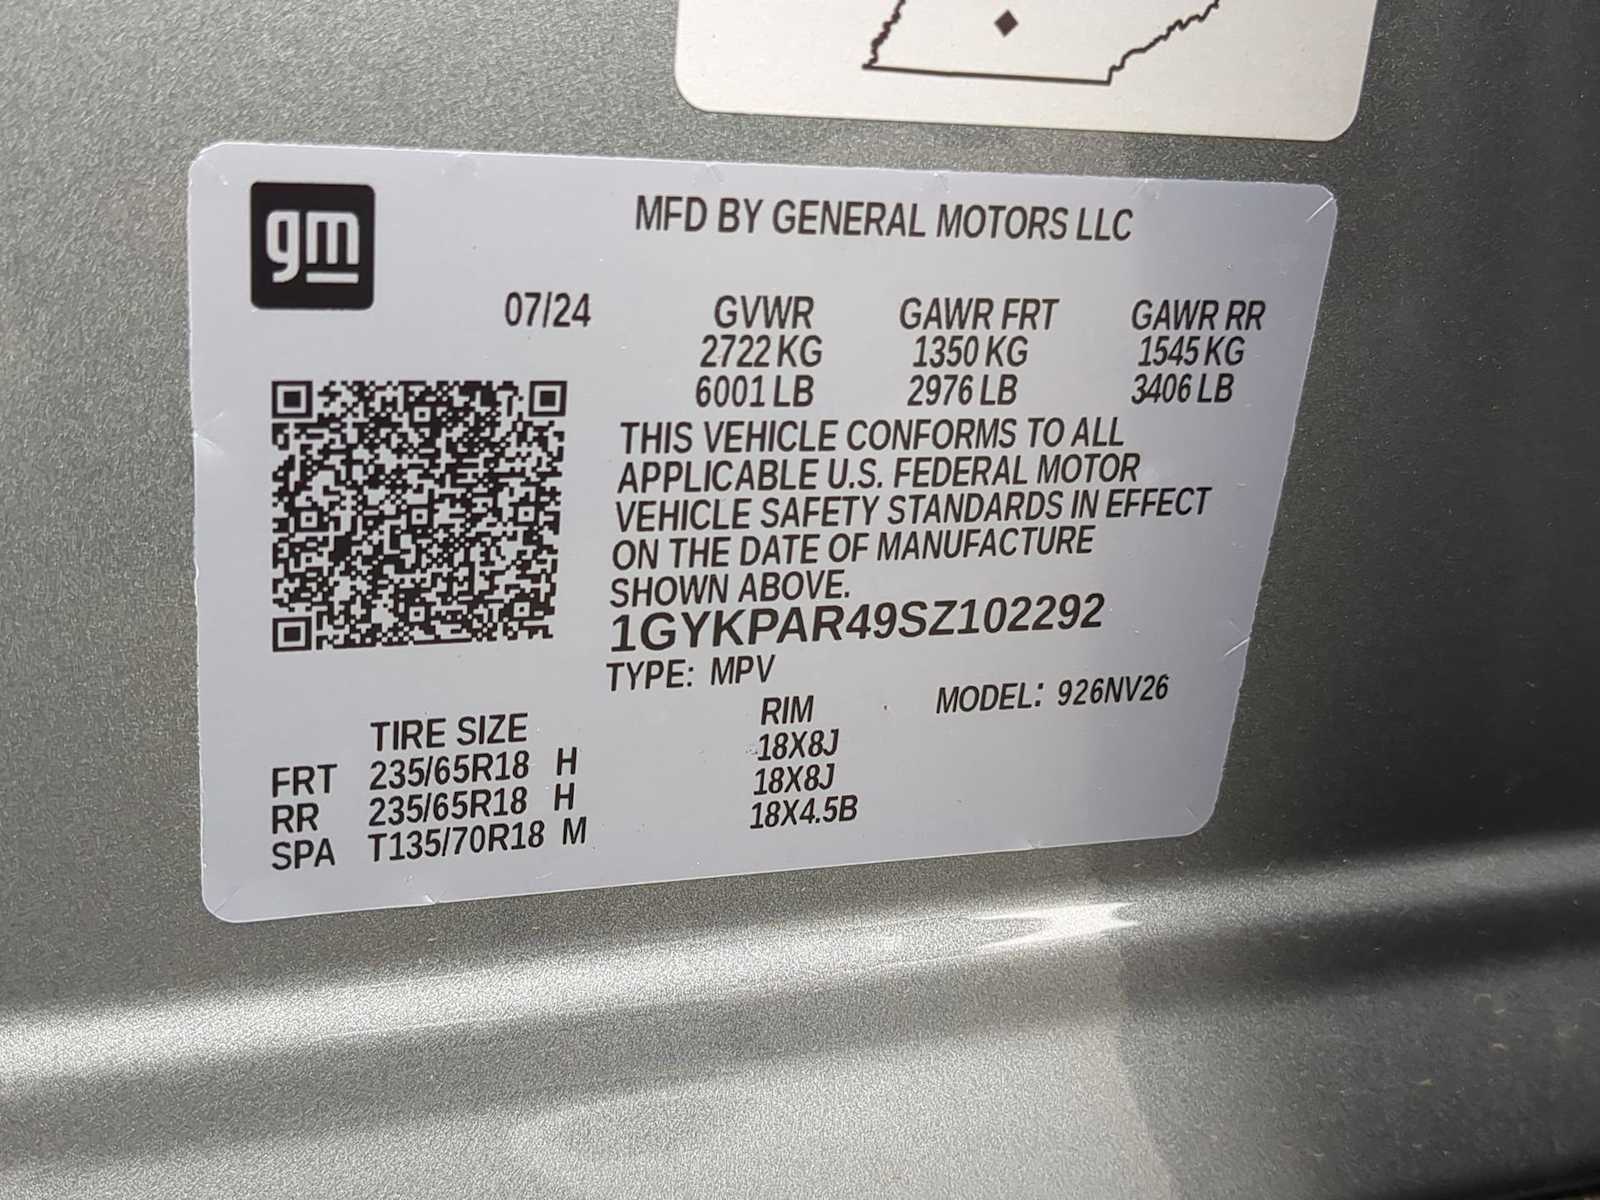 gm
MFD BY GENERAL MOTORS LLC
07/24 GVWR GAWR FRT GAWR RR
2722 KG 1350 KG 1545 KG
6001 LB 2976 LB 3406 LB
THIS VEHICLE CONFORMS TO ALL
APPLICABLE U.S. FEDERAL MOTOR
VEHICLE SAFETY STANDARDS IN EFFECT
ON THE DATE OF MANUFACTURE
SHOWN ABOVE.
1GYKPAR49SZ102292
TYPE: MPV
MODEL: 926NV26
TIRE SIZE RIM
FRT 235/65R18 H 18X8J
RR 235/65R18 H 18X8J
SPA T135/70R18 M 18X4.5B